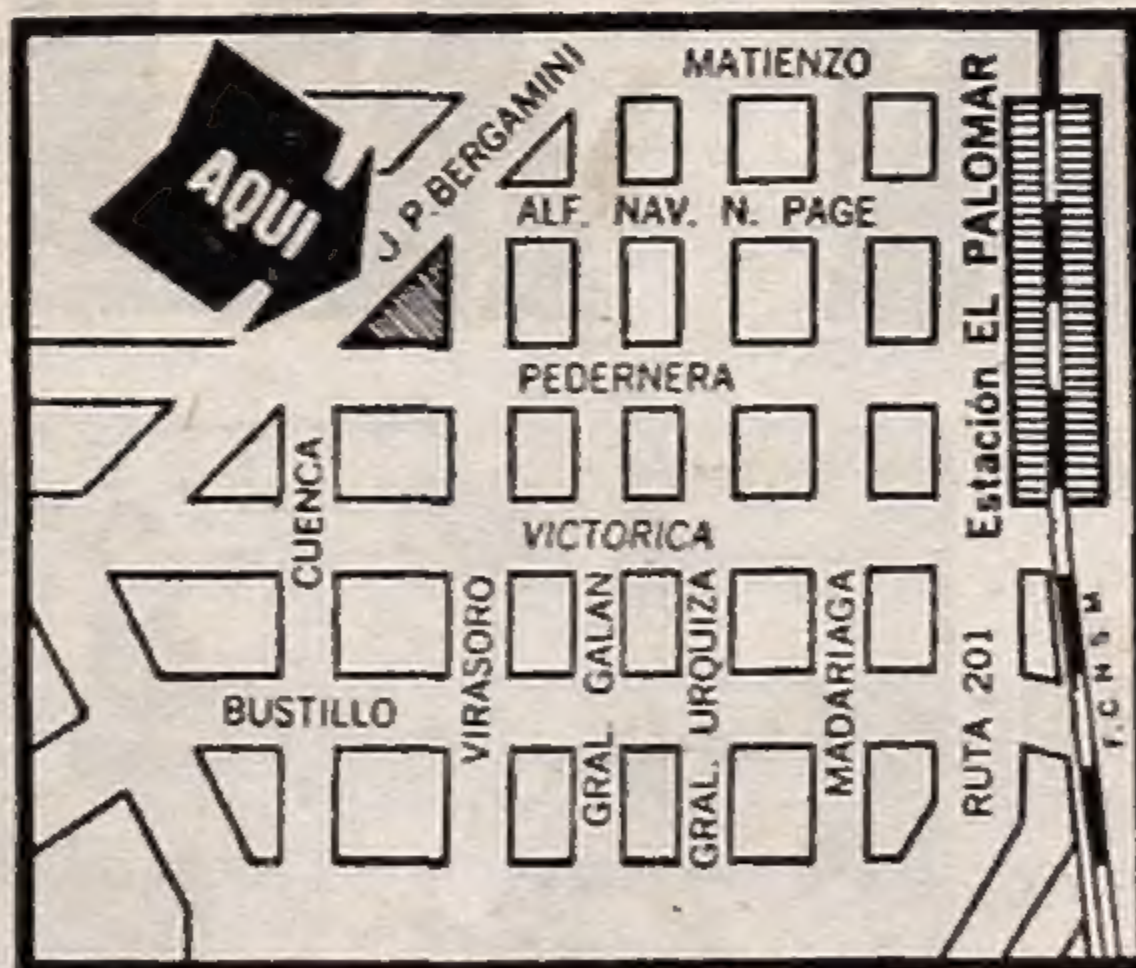 MATIENZO
J. P. BERGAMINI
AQUI
ALF. NAV. N. PAGE
Estación EL PALOMAR
PEDERNERA
CUENCA
VICTORICA
VIRASORO
GRAL GALAN
GRAL. URQUIZA
MADARIAGA
RUTA 201
F.C N S M
BUSTILLO